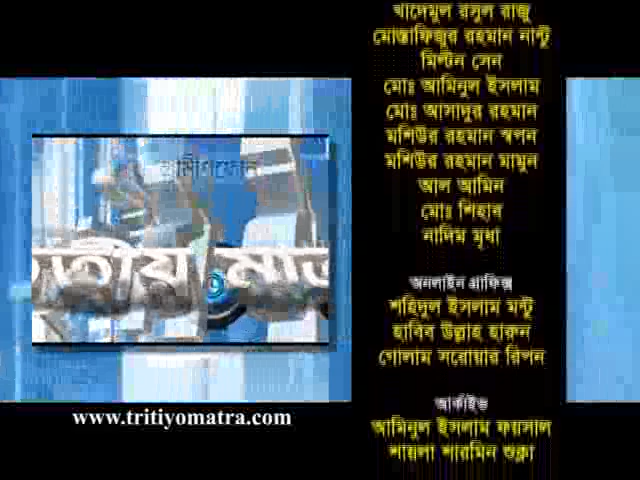 খাদেমুল রসুল রাজু
মোস্তাফিজুর রহমান নান্টু
মিল্টন সেন
মোঃ আমিনুল ইসলাম
মোঃ আসাদুর রহমান
মশিউর রহমান স্বপন
মশিউর রহমান মামুন
আল আমিন
মোঃ শিহাব
নাদিম মৃধা
অনলাইন গ্রাফিক্স
শহিদুল ইসলাম মন্টু
হাবিব উল্লাহ হারুন
গোলাম সরোয়ার রিপন
আর্কাইভ
আমিনুল ইসলাম ফয়সাল
শায়লা শারমিন শুক্লা
গ্রামীণফোন
তৃতীয় মাত্রা
www.tritiyomatra.com